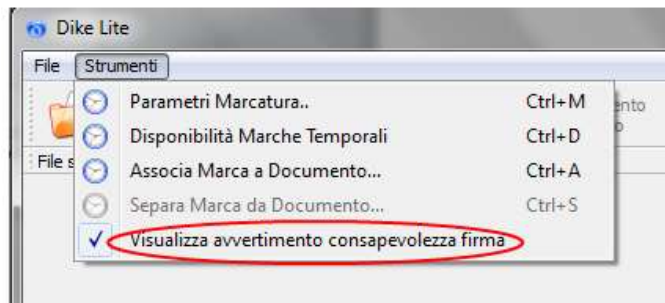 Dike Lite
File Strumenti
Parametri Marcatura.. Ctrl+M
Disponibilità Marche Temporali Ctrl+D
Associa Marca a Documento... Ctrl+A
Separa Marca da Documento... Ctrl+S
Visualizza avvertimento consapevolezza firma
ento
o
File s